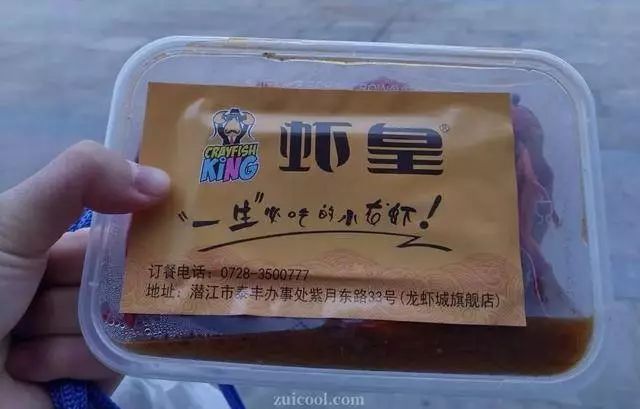 CRAYFISH
KING
虾皇®
"一生"必吃的小龙虾!
订餐电话：0728-3500777
地址：潜江市泰丰办事处紫月东路33号(龙虾城旗舰店)
zuicool.com